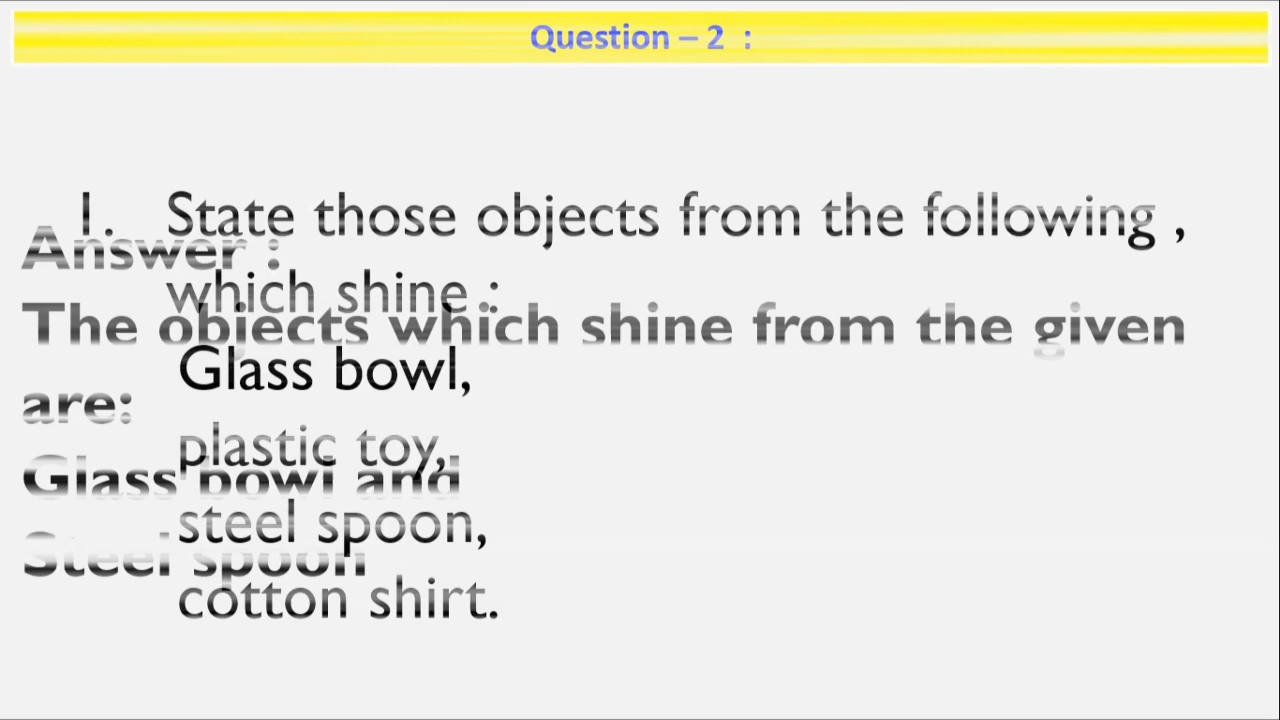 Question – 2 :
1. State those objects from the following ,
which shine :
Glass bowl,
plastic toy,
steel spoon,
cotton shirt.
Answer :
The objects which shine from the given
are:
Glass bowl and
Steel spoon